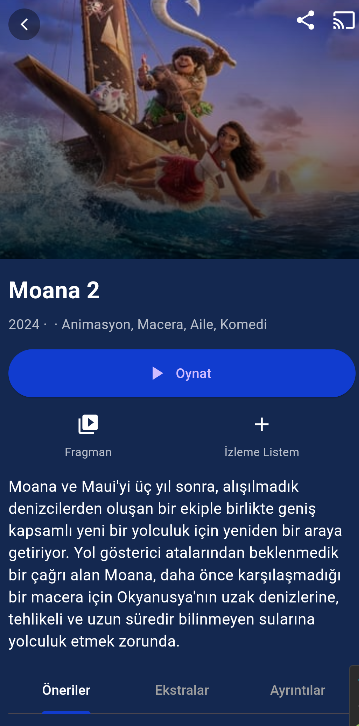 Moana 2
2024 · · Animasyon, Macera, Aile, Komedi
Oynat
Fragman
İzleme Listem
Moana ve Maui'yi üç yıl sonra, alışılmadık
denizcilerden oluşan bir ekiple birlikte geniş
kapsamlı yeni bir yolculuk için yeniden bir araya
getiriyor. Yol gösterici atalarından beklenmedik
bir çağrı alan Moana, daha önce karşılaşmadığı
bir macera için Okyanusya'nın uzak denizlerine,
tehlikeli ve uzun süredir bilinmeyen sularına
yolculuk etmek zorunda.
Öneriler
Ekstralar
Ayrıntılar